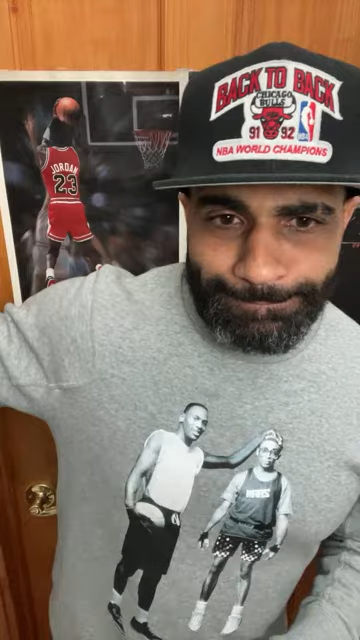 BACK TO BACK
CHICAGO
BULLS
91 92
NBA WORLD CHAMPIONS
JORDAN
23